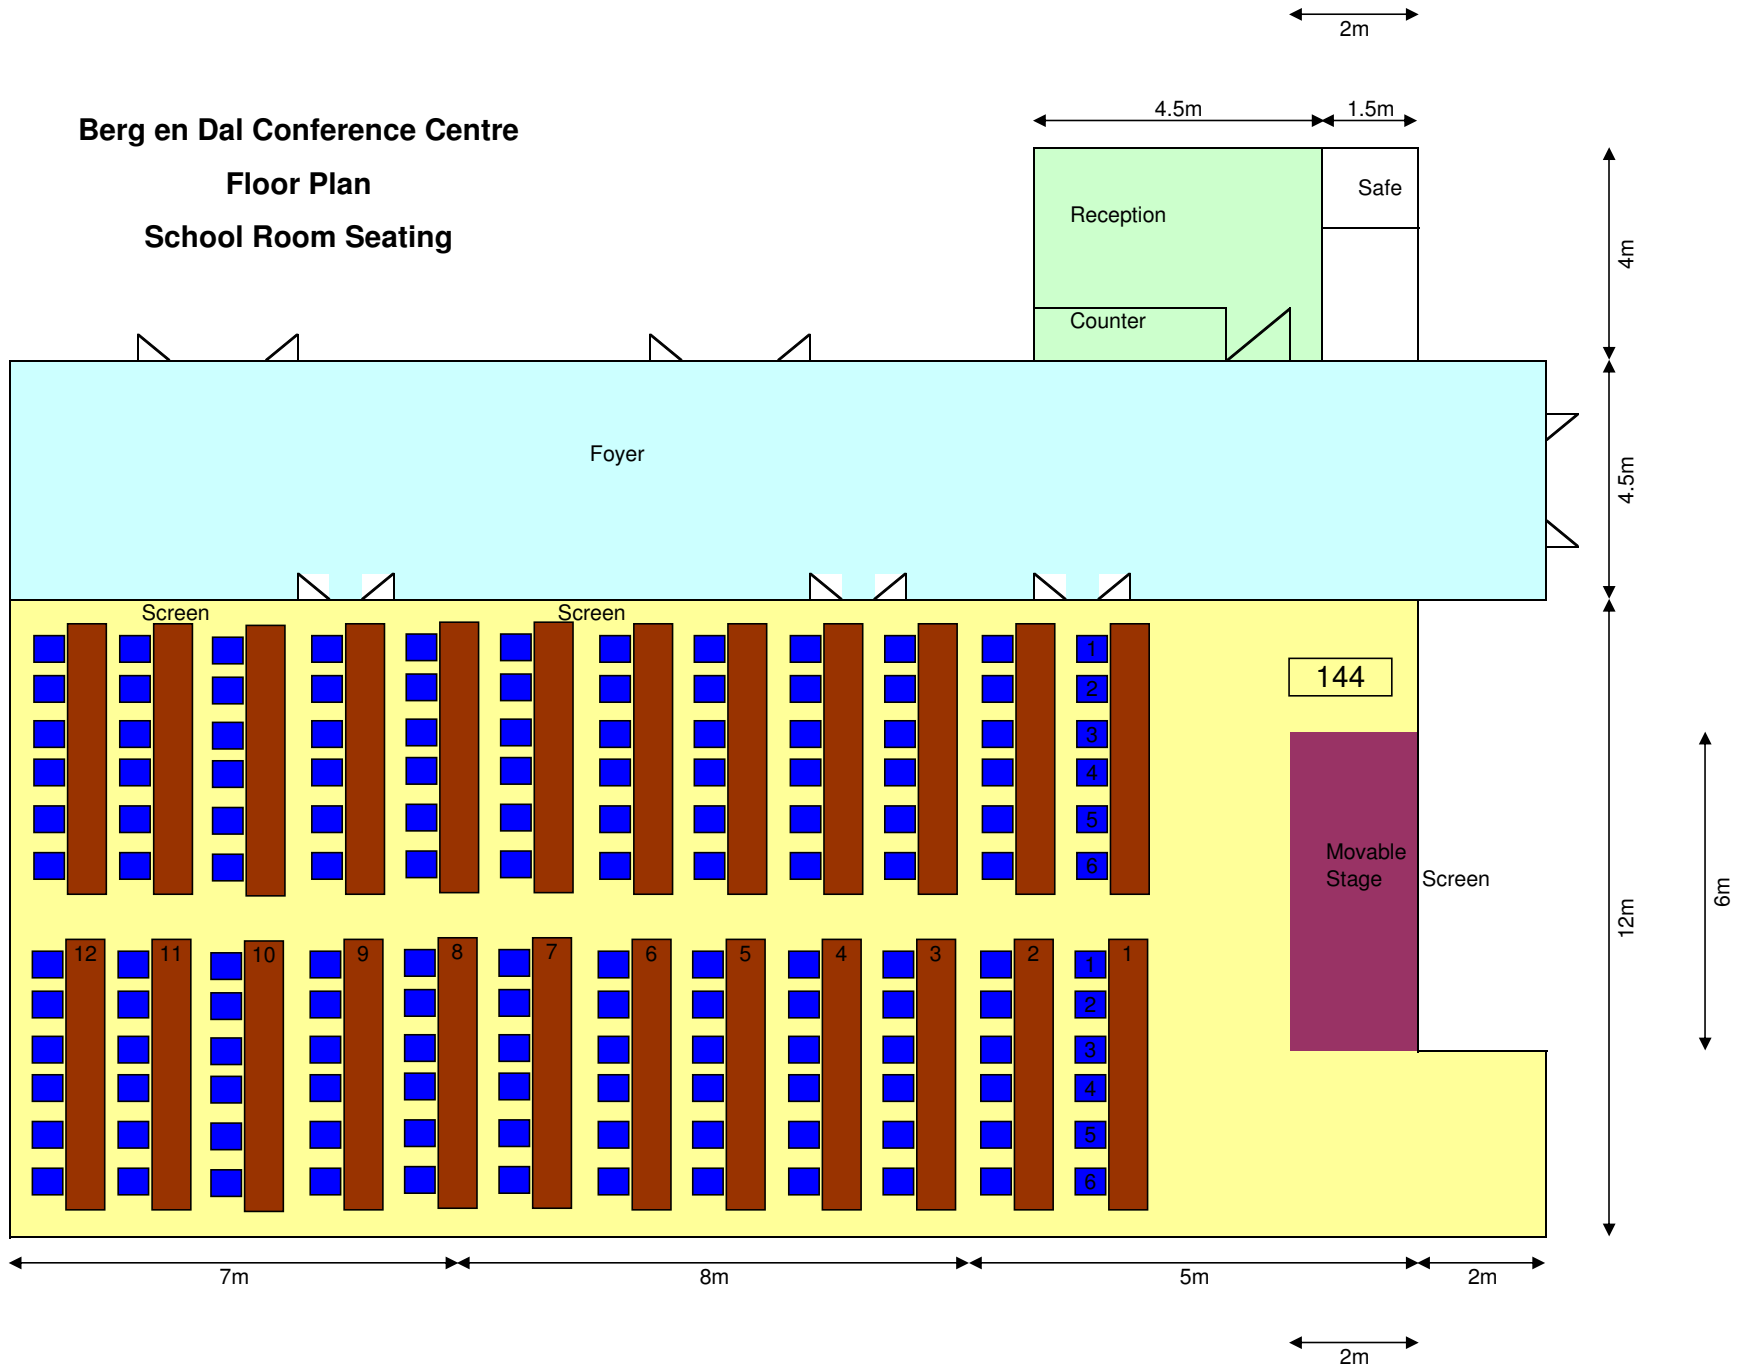 2m
4.5m
1.5m
Berg en Dal Conference Centre
Floor Plan
School Room Seating
Safe
Reception
4m
Counter
Foyer
4.5m
Screen
Screen
1
2
3
4
5
6
144
Movable
Stage
Screen
6m
12m
12
11
10
9
8
7
6
5
4
3
2
1
1
2
3
4
5
6
7m
8m
5m
2m
2m